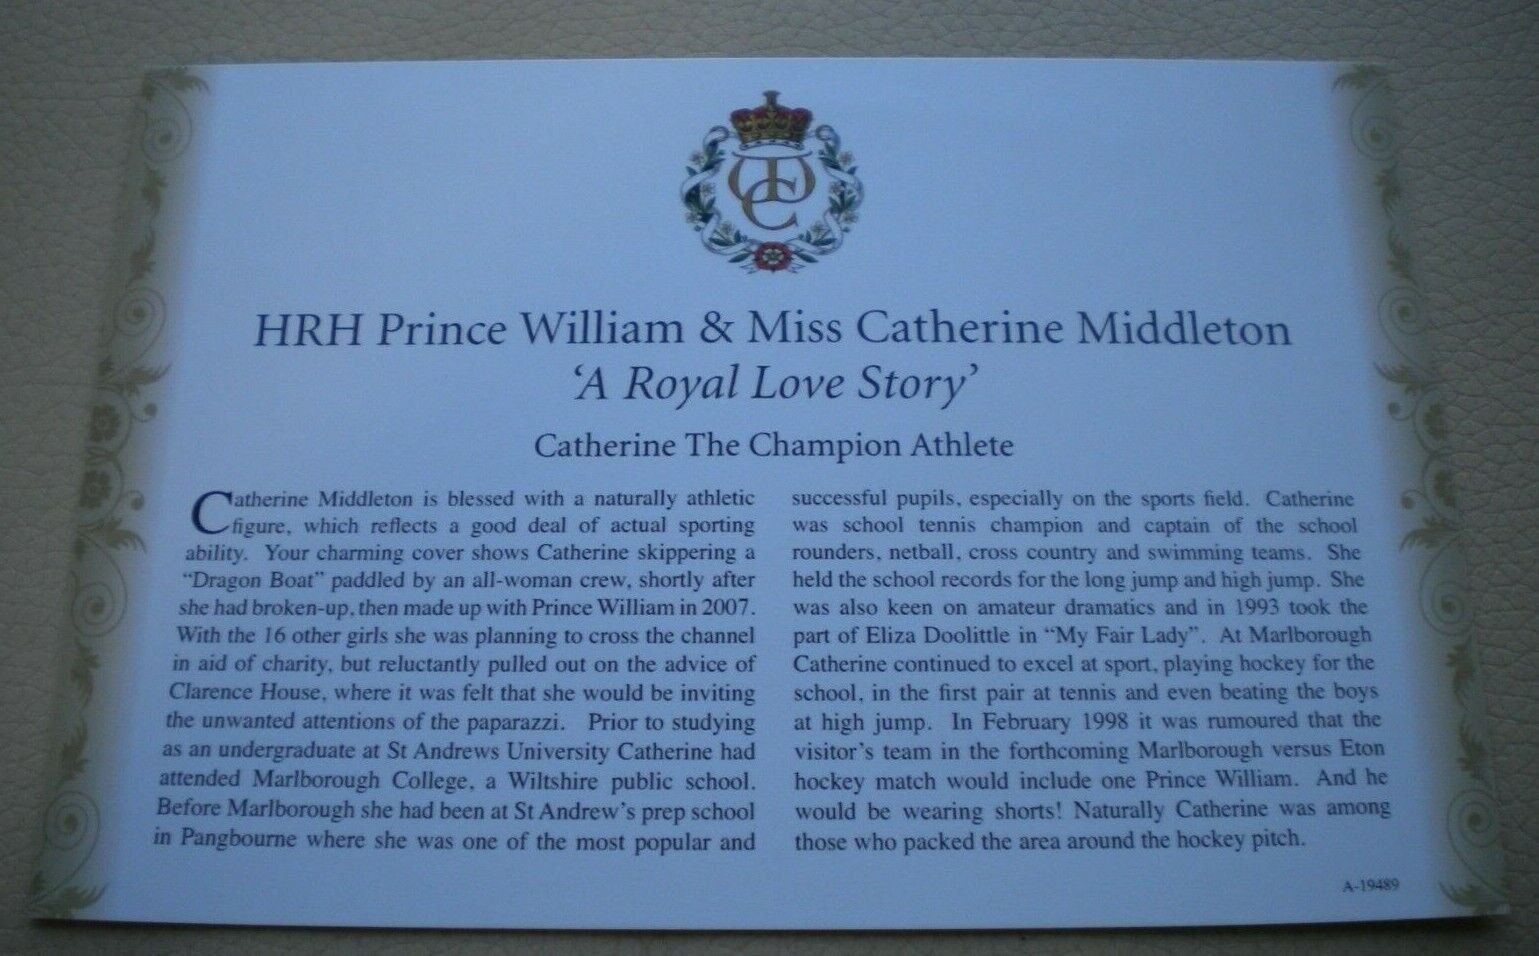 HRH Prince William & Miss Catherine Middleton
‘A Royal Love Story’
Catherine The Champion Athlete
Catherine Middleton is blessed with a naturally athletic
figure, which reflects a good deal of actual sporting
ability. Your charming cover shows Catherine skippering a
“Dragon Boat” paddled by an all-woman crew, shortly after
she had broken-up, then made up with Prince William in 2007.
With the 16 other girls she was planning to cross the channel
in aid of charity, but reluctantly pulled out on the advice of
Clarence House, where it was felt that she would be inviting
the unwanted attentions of the paparazzi. Prior to studying
as an undergraduate at St Andrews University Catherine had
attended Marlborough College, a Wiltshire public school.
Before Marlborough she had been at St Andrew’s prep school
in Pangbourne where she was one of the most popular and
successful pupils, especially on the sports field. Catherine
was school tennis champion and captain of the school
rounders, netball, cross country and swimming teams. She
held the school records for the long jump and high jump. She
was also keen on amateur dramatics and in 1993 took the
part of Eliza Doolittle in “My Fair Lady”. At Marlborough
Catherine continued to excel at sport, playing hockey for the
school, in the first pair at tennis and even beating the boys
at high jump. In February 1998 it was rumoured that the
visitor’s team in the forthcoming Marlborough versus Eton
hockey match would include one Prince William. And he
would be wearing shorts! Naturally Catherine was among
those who packed the area around the hockey pitch.
A-19489